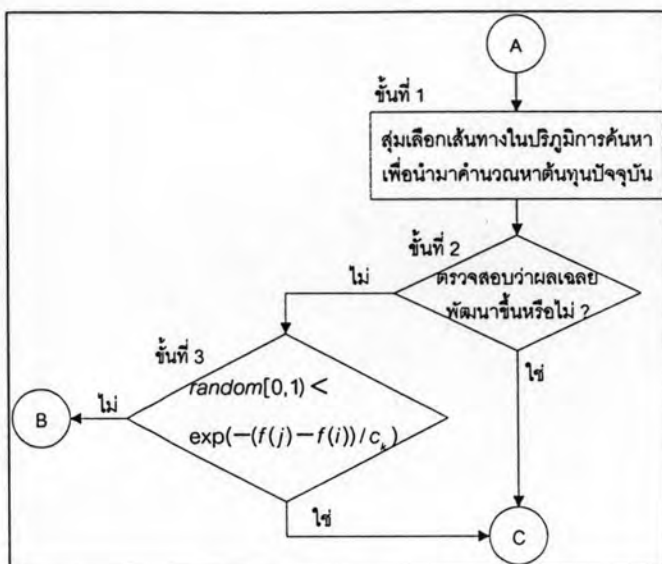 A
ขั้นที่ 1
สุ่มเลือกเส้นทางในปริภูมิการค้นหา
เพื่อนำมาคำนวณหาต้นทุนปัจจุบัน
ขั้นที่ 2
ไม่
ตรวจสอบว่าผลเฉลย
พัฒนาขึ้นหรือไม่ ?
ใช่
ขั้นที่ 3
random[0,1) <
exp(−(f(j) − f(i)) / c_k)
ไม่
B
ใช่
C